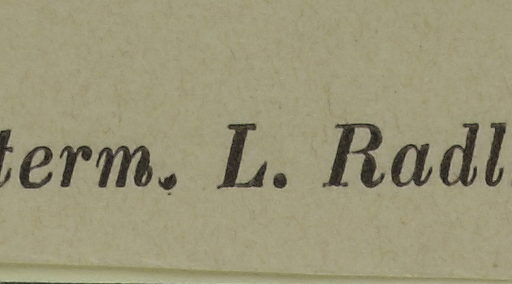 term. L. Radl